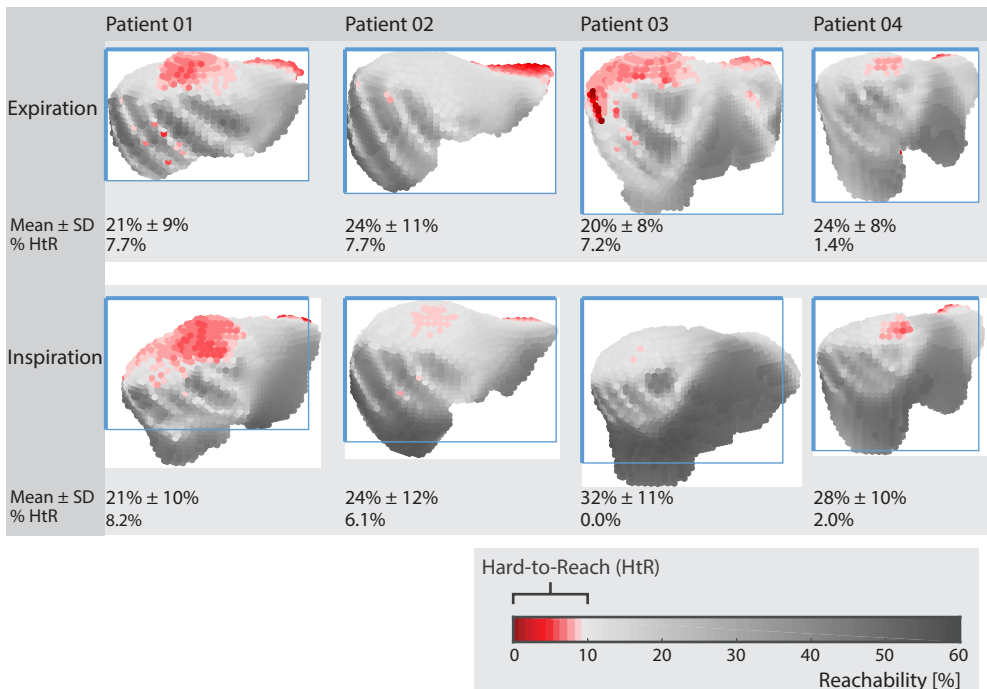 Patient 01 Patient 02 Patient 03 Patient 04
Expiration
Mean ± SD 21% ± 9% 24% ± 11% 20% ± 8% 24% ± 8%
% HtR 7.7% 7.7% 7.2% 1.4%
Inspiration
Mean ± SD 21% ± 10% 24% ± 12% 32% ± 11% 28% ± 10%
% HtR 8.2% 6.1% 0.0% 2.0%
Hard-to-Reach (HtR)
0 10 20 30 40 50 60
Reachability [%]